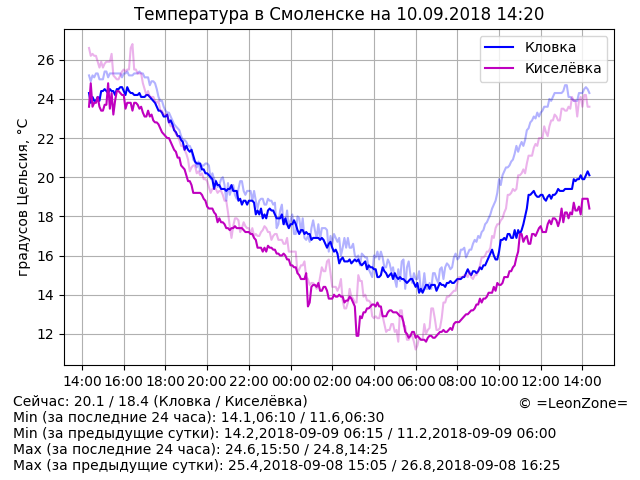 Температура в Смоленске на 10.09.2018 14:20
Кловка
Киселёвка
градусов Цельсия, °C
26
24
22
20
18
16
14
12
14:00 16:00 18:00 20:00 22:00 00:00 02:00 04:00 06:00 08:00 10:00 12:00 14:00
Сейчас: 20.1 / 18.4 (Кловка / Киселёвка)
© =LeonZone=
Min (за последние 24 часа): 14.1,06:10 / 11.6,06:30
Min (за предыдущие сутки): 14.2,2018-09-09 06:15 / 11.2,2018-09-09 06:00
Max (за последние 24 часа): 24.6,15:50 / 24.8,14:25
Max (за предыдущие сутки): 25.4,2018-09-08 15:05 / 26.8,2018-09-08 16:25